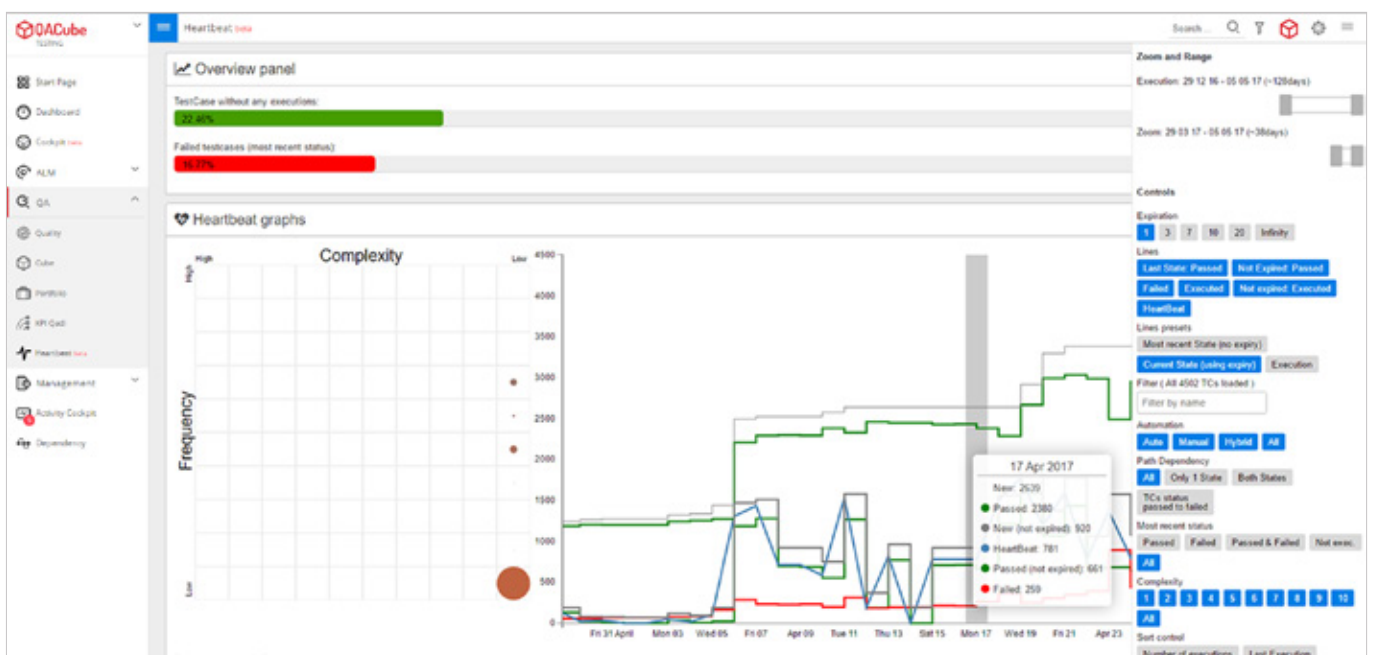 QACube
TESTING
Start Page
Dashboard
Cockpit beta
ALM
QA
Quality
Cube
Portfolio
KPI Grid
Heartbeat beta
Management
Activity Cockpit
Dependency
Heartbeat beta
Search ...
Overview panel
TestCase without any executions:
22.46%
Failed testcases (most recent status):
16.77%
Heartbeat graphs
Complexity
High
Low
High
Frequency
Low
4500
4000
3500
3000
2500
2000
1500
1000
500
0
Fri 31 April Mon 03 Wed 05 Fri 07 Apr 09 Tue 11 Thu 13 Sat 15 Mon 17 Wed 19 Fri 21 Apr 23
17 Apr 2017
New: 2639
Passed: 2380
New (not expired): 920
HeartBeat: 781
Passed (not expired): 661
Failed: 259
Zoom and Range
Execution: 29 12 16 - 05 05 17 (~128days)
Zoom: 29 03 17 - 05 05 17 (~38days)
Controls
Expiration
1 3 7 10 20 Infinity
Lines
Last State: Passed Not Expired: Passed
Failed Executed Not expired: Executed
HeartBeat
Lines presets
Most recent State (no expiry)
Current State (using expiry) Execution
Filter ( All 4502 TCs loaded )
Filter by name
Automation
Auto Manual Hybrid All
Path Dependency
All Only 1 State Both States
TCs status
passed to failed
Most recent status
Passed Failed Passed & Failed Not exec.
All
Complexity
1 2 3 4 5 6 7 8 9 10
All
Sort control
Number of executions Last Execution